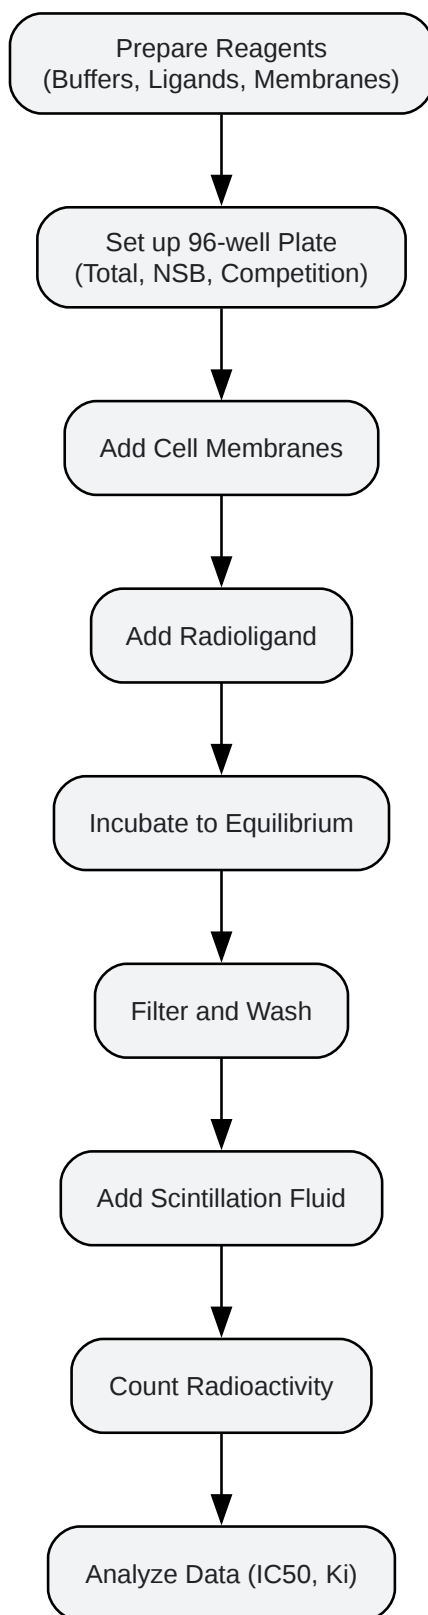 Prepare Reagents
(Buffers, Ligands, Membranes)
Set up 96-well Plate
(Total, NSB, Competition)
Add Cell Membranes
Add Radioligand
Incubate to Equilibrium
Filter and Wash
Add Scintillation Fluid
Count Radioactivity
Analyze Data (IC50, Ki)